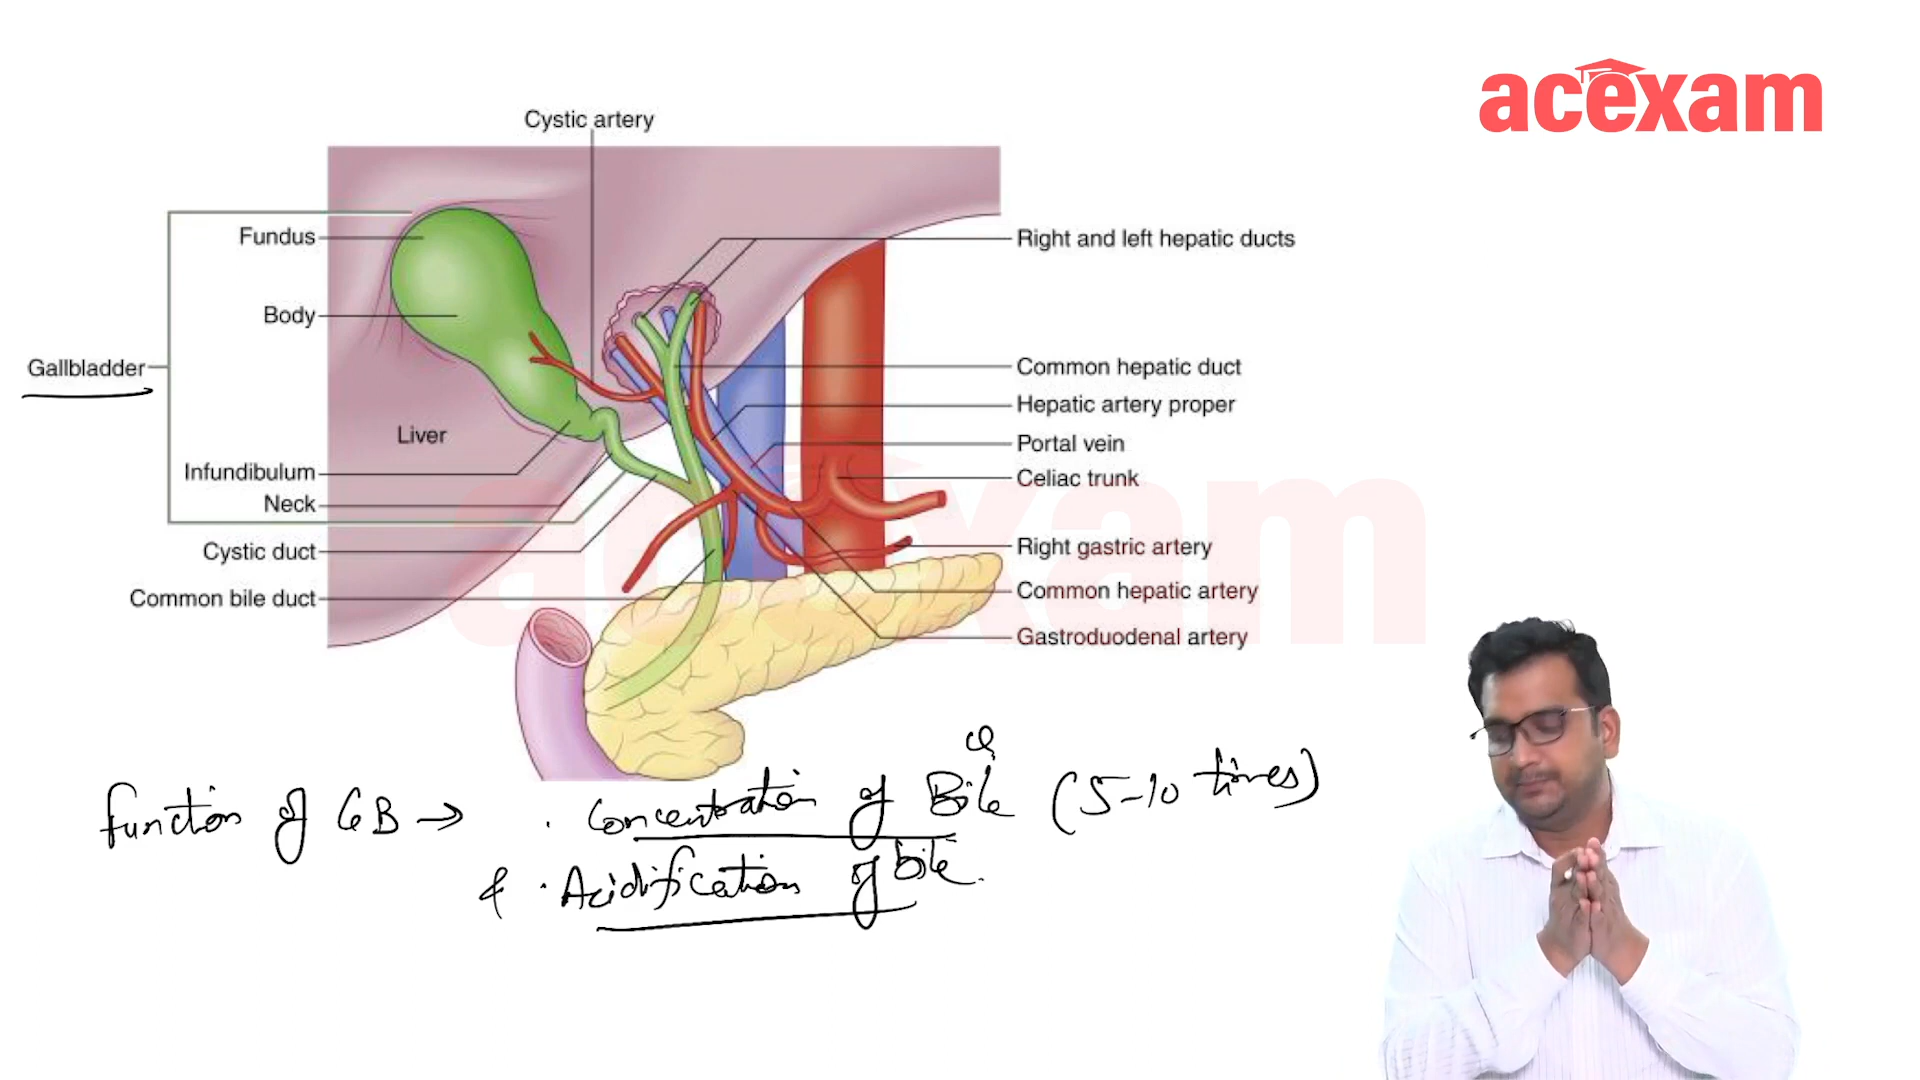 acexam
Cystic artery
Fundus
Body
Gallbladder
Liver
Infundibulum
Neck
Cystic duct
Common bile duct
Right and left hepatic ducts
Common hepatic duct
Hepatic artery proper
Portal vein
Celiac trunk
Right gastric artery
Common hepatic artery
Gastroduodenal artery
acexam
Function of GB → . Concentration of Bile (5-10 times)
& . Acidification of bile.